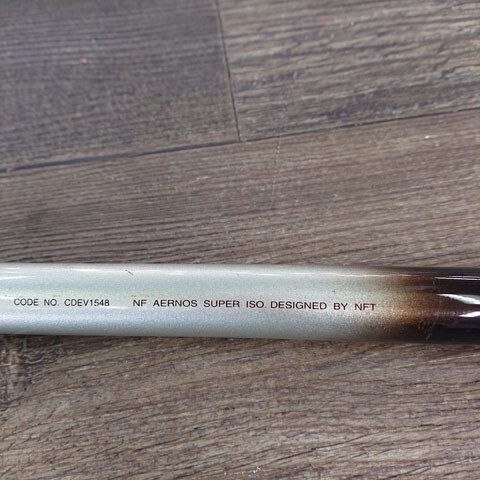 CODE NO. CDEV1548 NF AERNOS SUPER ISO DESIGNED BY NFT